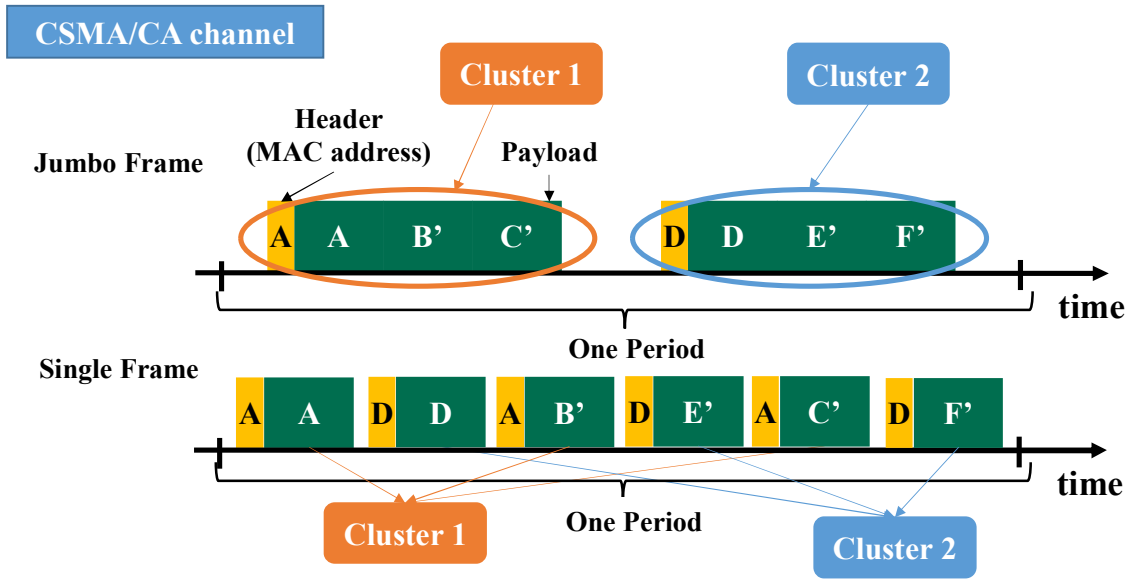 CSMA/CA channel
Cluster 1
Cluster 2
Header
(MAC address)
Payload
Jumbo Frame
A A B’ C’
D D E’ F’
time
One Period
Single Frame
A A D D A B’ D E’ A C’ D F’
time
One Period
Cluster 1
Cluster 2